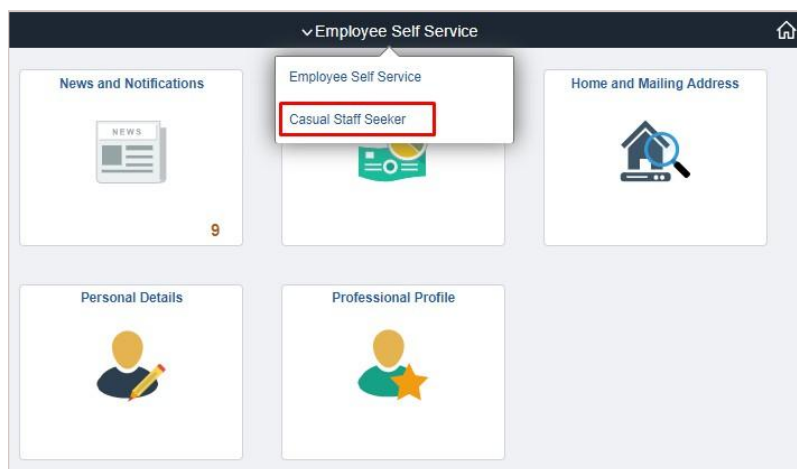 Employee Self Service
Employee Self Service
Casual Staff Seeker
News and Notifications
Home and Mailing Address
NEWS
9
Personal Details
Professional Profile